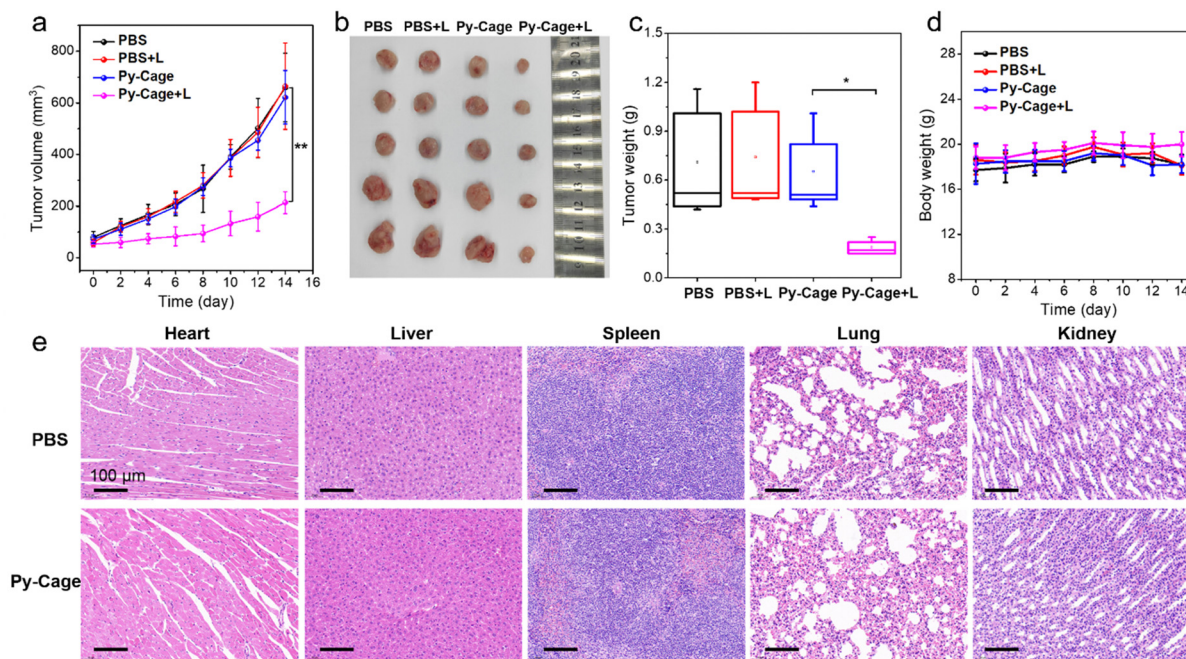 a
PBS
PBS+L
Py-Cage
Py-Cage+L
800
600
400
200
0
Tumor volume (mm³)
0 2 4 6 8 10 12 14 16
Time (day)
**
b
PBS PBS+L Py-Cage Py-Cage+L
c
1.5
1.2
0.9
0.6
0.3
0.0
Tumor weight (g)
*
PBS PBS+L Py-Cage Py-Cage+L
d
PBS
PBS+L
Py-Cage
Py-Cage+L
28
24
20
16
12
8
Body weight (g)
0 2 4 6 8 10 12 14
Time (day)
e
Heart Liver Spleen Lung Kidney
PBS
100 μm
Py-Cage